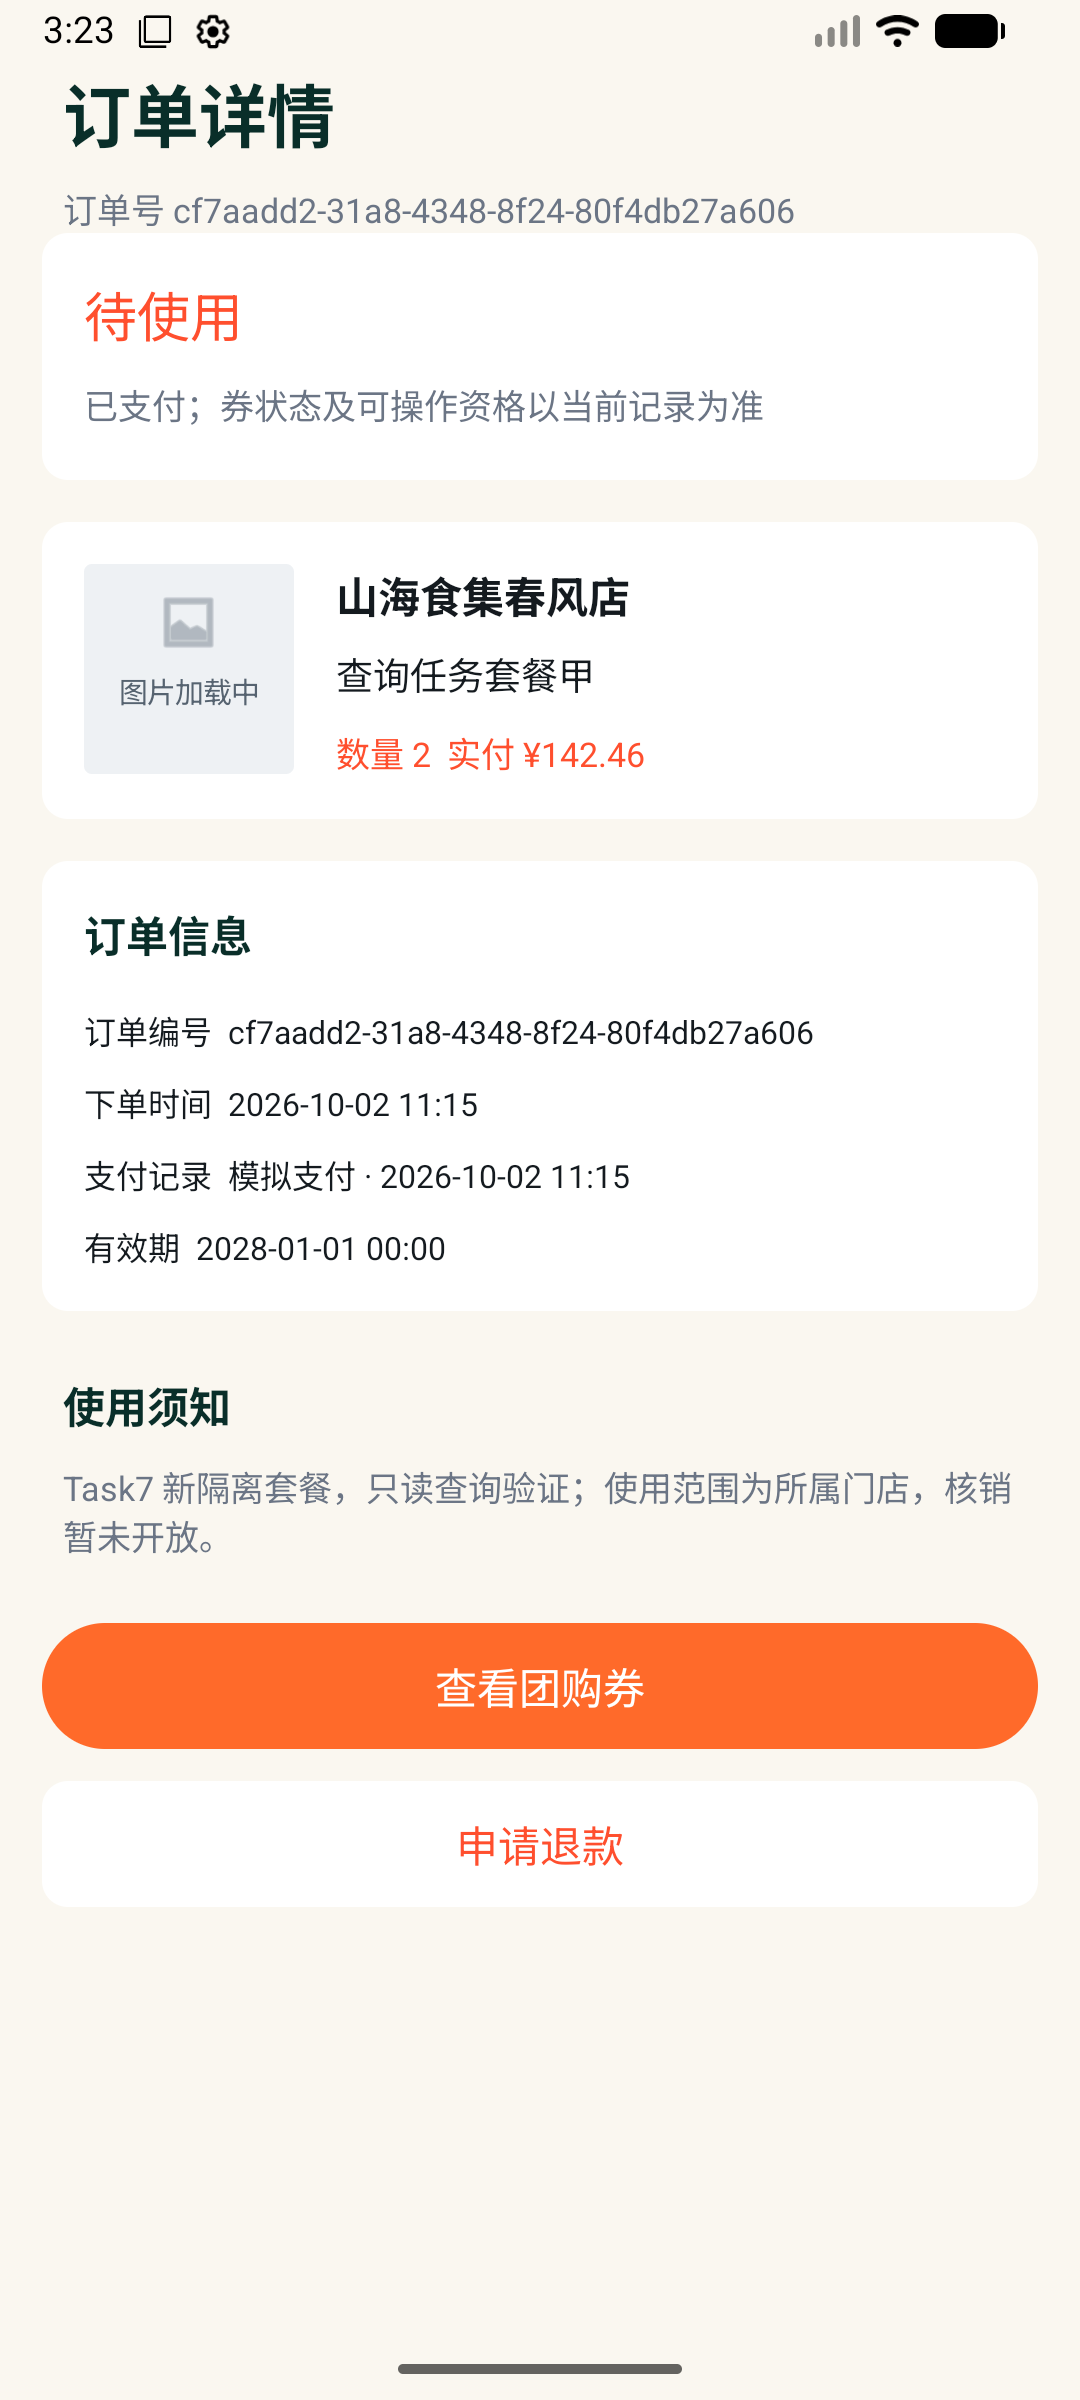 3:23
订单详情
订单号 cf7aadd2-31a8-4348-8f24-80f4db27a606
待使用
已支付；券状态及可操作资格以当前记录为准
图片加载中
山海食集春风店
查询任务套餐甲
数量 2 实付 ¥142.46
订单信息
订单编号 cf7aadd2-31a8-4348-8f24-80f4db27a606
下单时间 2026-10-02 11:15
支付记录 模拟支付 · 2026-10-02 11:15
有效期 2028-01-01 00:00
使用须知
Task7 新隔离套餐，只读查询验证；使用范围为所属门店，核销
暂未开放。
查看团购券
申请退款